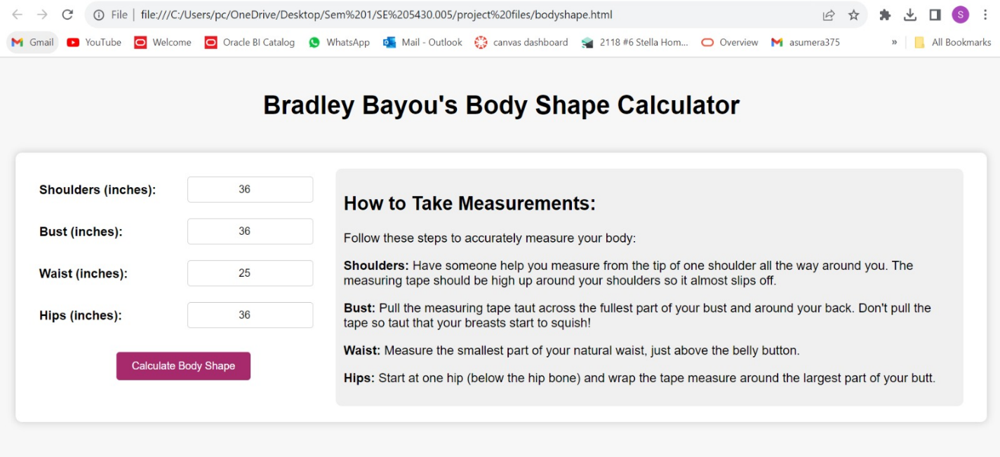 File | file:///C:/Users/pc/OneDrive/Desktop/Sem%201/SE%205430.005/project%20files/bodyshape.html
S
Gmail YouTube Welcome Oracle BI Catalog WhatsApp Mail - Outlook canvas dashboard 2118 #6 Stella Hom... Overview asumera375 » All Bookmarks
Bradley Bayou's Body Shape Calculator
Shoulders (inches): 36
Bust (inches): 36
Waist (inches): 25
Hips (inches): 36
Calculate Body Shape
How to Take Measurements:
Follow these steps to accurately measure your body:
Shoulders: Have someone help you measure from the tip of one shoulder all the way around you. The
measuring tape should be high up around your shoulders so it almost slips off.
Bust: Pull the measuring tape taut across the fullest part of your bust and around your back. Don't pull the
tape so taut that your breasts start to squish!
Waist: Measure the smallest part of your natural waist, just above the belly button.
Hips: Start at one hip (below the hip bone) and wrap the tape measure around the largest part of your butt.